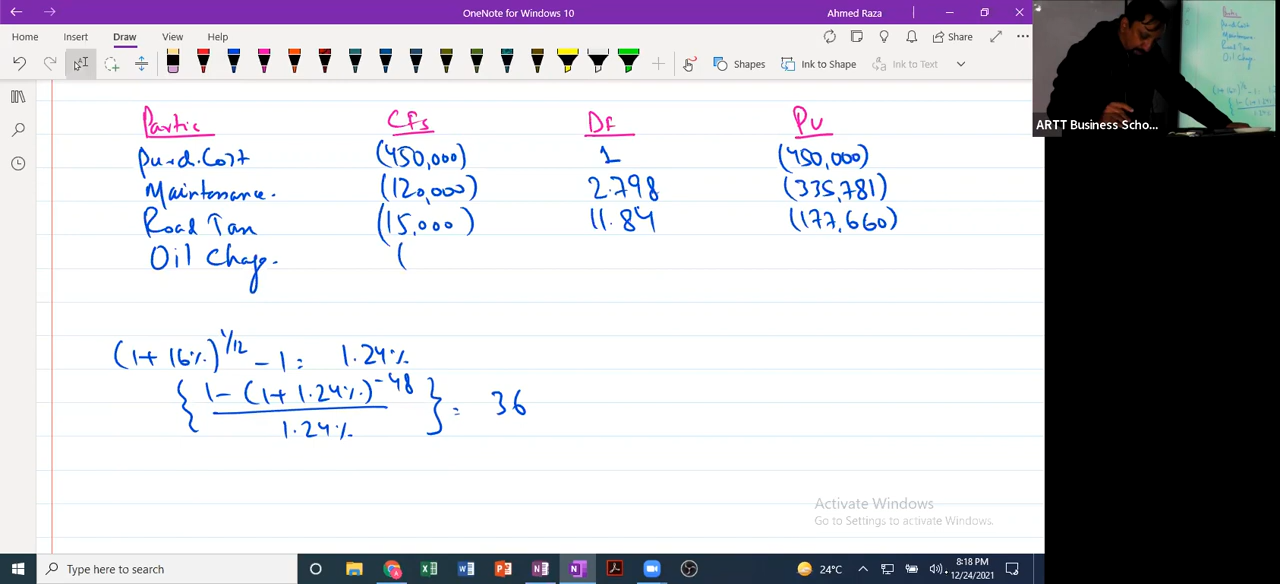 OneNote for Windows 10
Ahmed Raza
Home Insert Draw View Help
Share
Shapes Ink to Shape Ink to Text
ARTT Business Scho...
Partic Cfs Df PV
Purd. Cost (450,000) 1 (450,000)
Maintenance. (120,000) 2.798 (335,781)
Road Tax (15,000) 11.84 (177,660)
Oil Chage. (
(1+ 16%)^1/12 - 1 = 1.24%
{ 1 - (1+ 1.24%)^-48 } = 36
1.24%
Activate Windows
Go to Settings to activate Windows.
Type here to search
24°C
8:18 PM
12/24/2021